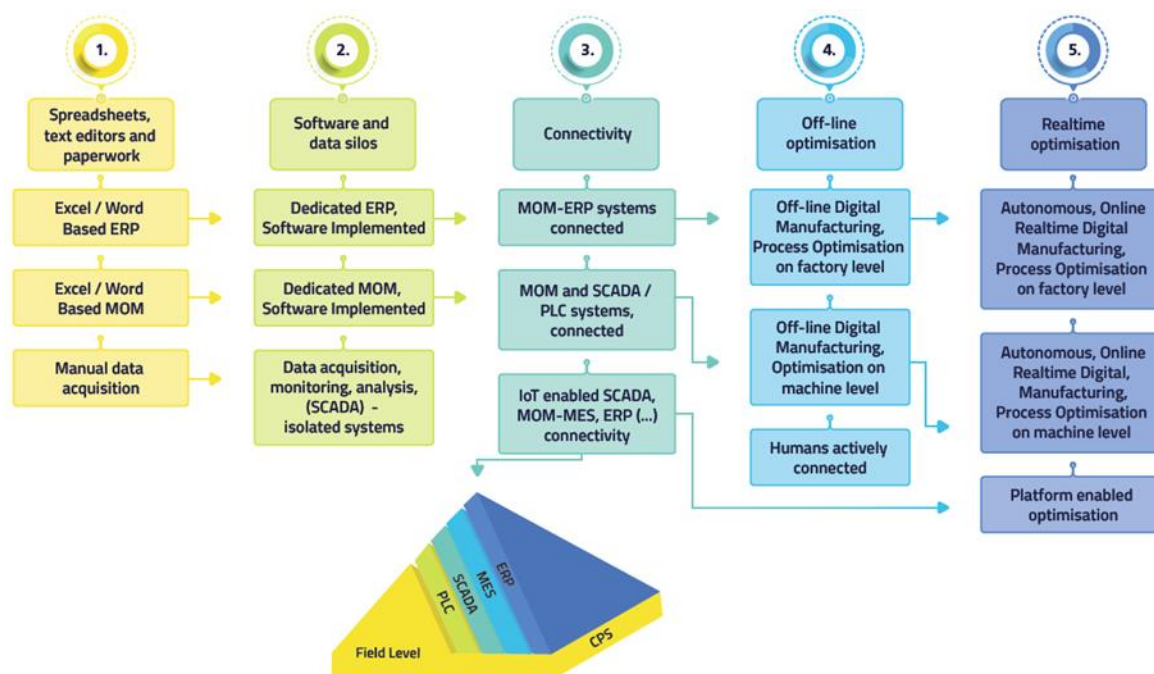 1.
Spreadsheets,
text editors and
paperwork
Excel / Word
Based ERP
Excel / Word
Based MOM
Manual data
acquisition
2.
Software and
data silos
Dedicated ERP,
Software Implemented
Dedicated MOM,
Software Implemented
Data acquisition,
monitoring, analysis,
(SCADA) -
isolated systems
3.
Connectivity
MOM-ERP systems
connected
MOM and SCADA /
PLC systems,
connected
IoT enabled SCADA,
MOM-MES, ERP (...)
connectivity
4.
Off-line
optimisation
Off-line Digital
Manufacturing,
Process Optimisation
on factory level
Off-line Digital
Manufacturing,
Optimisation on
machine level
Humans actively
connected
5.
Realtime
optimisation
Autonomous, Online
Realtime Digital
Manufacturing,
Process Optimisation
on factory level
Autonomous, Online
Realtime Digital,
Manufacturing,
Process Optimisation
on machine level
Platform enabled
optimisation
Field Level
PLC
SCADA
MES
ERP
CPS